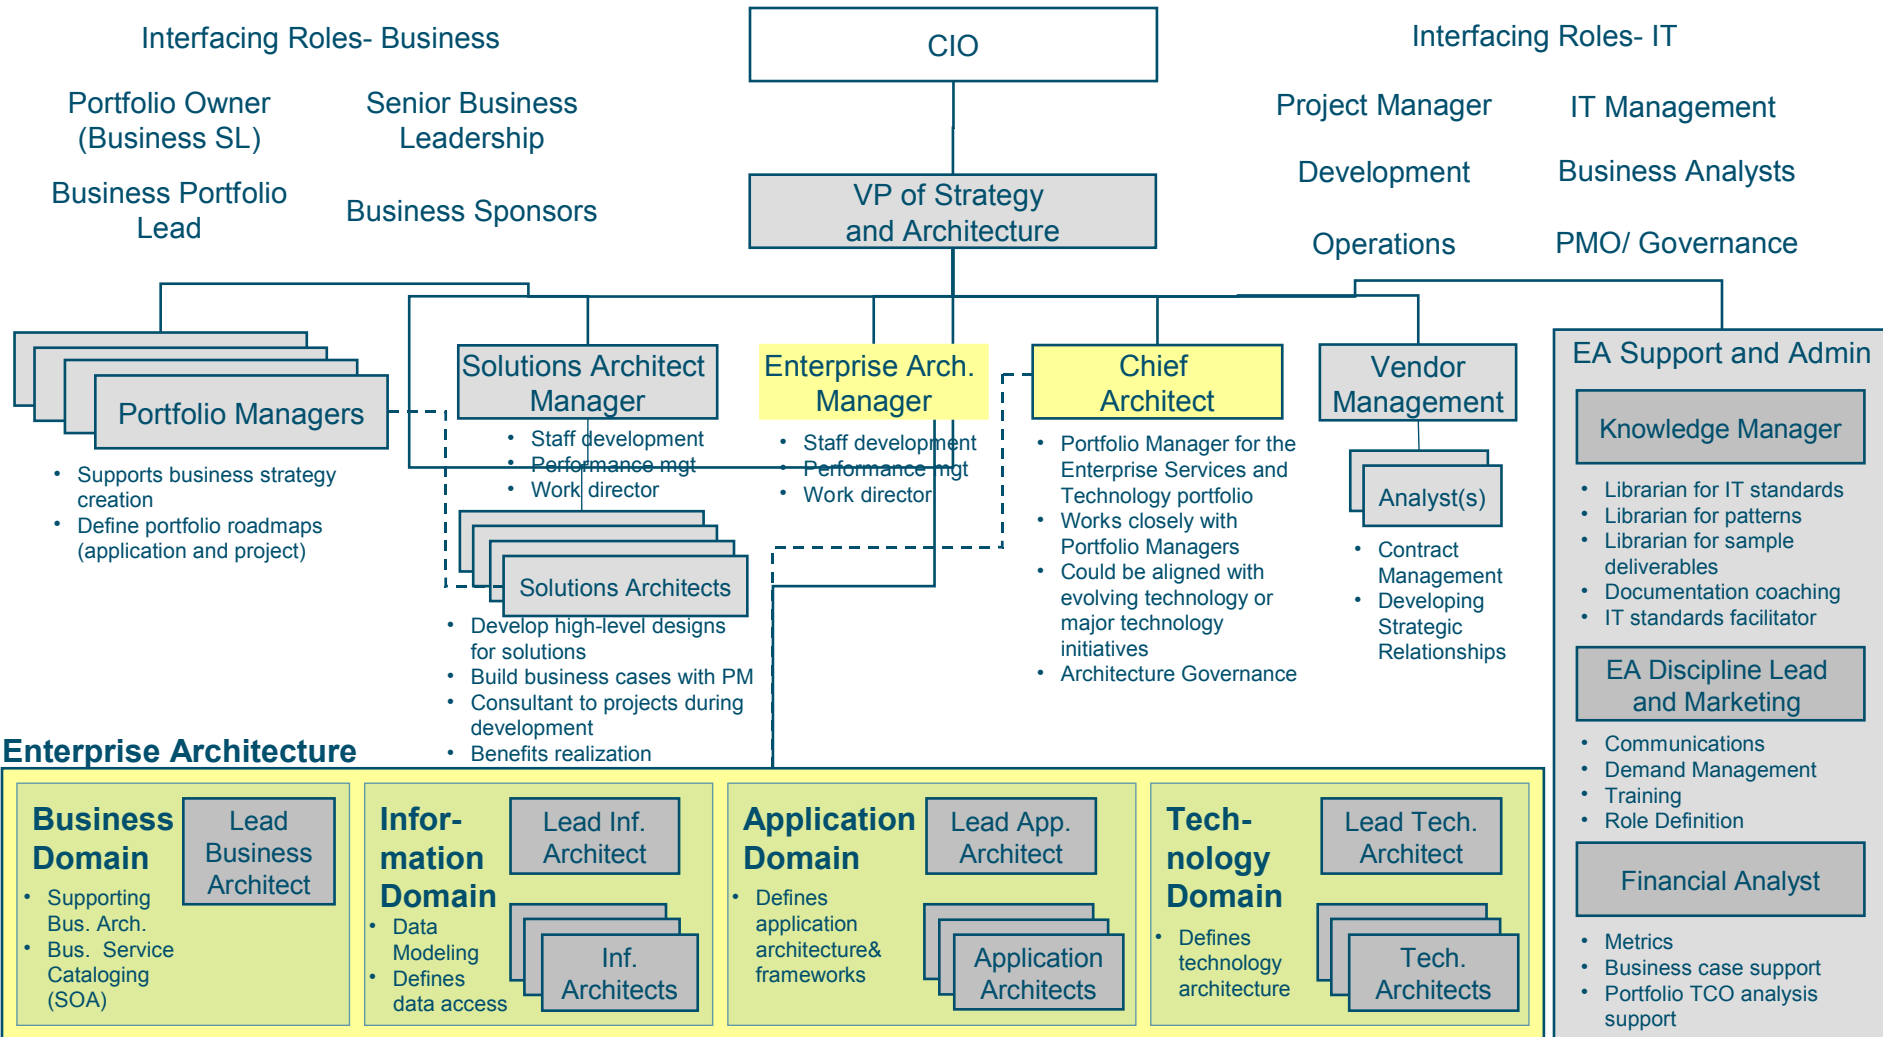 Interfacing Roles- Business
Portfolio Owner
(Business SL)
Senior Business
Leadership
Business Portfolio
Lead
Business Sponsors
CIO
VP of Strategy
and Architecture
Interfacing Roles- IT
Project Manager
IT Management
Development
Business Analysts
Operations
PMO/ Governance
Portfolio Managers
• Supports business strategy
creation
• Define portfolio roadmaps
(application and project)
Solutions Architect
Manager
• Staff development
• Performance mgt
• Work director
Solutions Architects
• Develop high-level designs
for solutions
• Build business cases with PM
• Consultant to projects during
development
• Benefits realization
Enterprise Arch.
Manager
• Staff development
• Performance mgt
• Work director
Chief
Architect
• Portfolio Manager for the
Enterprise Services and
Technology portfolio
• Works closely with
Portfolio Managers
• Could be aligned with
evolving technology or
major technology
initiatives
• Architecture Governance
Vendor
Management
Analyst(s)
• Contract
Management
• Developing
Strategic
Relationships
EA Support and Admin
Knowledge Manager
• Librarian for IT standards
• Librarian for patterns
• Librarian for sample
deliverables
• Documentation coaching
• IT standards facilitator
EA Discipline Lead
and Marketing
• Communications
• Demand Management
• Training
• Role Definition
Financial Analyst
• Metrics
• Business case support
• Portfolio TCO analysis
support
Enterprise Architecture
Business
Domain
Lead
Business
Architect
• Supporting
Bus. Arch.
• Bus. Service
Cataloging
(SOA)
Infor-
mation
Domain
Lead Inf.
Architect
• Data
Modeling
• Defines
data access
Inf.
Architects
Application
Domain
Lead App.
Architect
• Defines
application
architecture&
frameworks
Application
Architects
Tech-
nology
Domain
Lead Tech.
Architect
• Defines
technology
architecture
Tech.
Architects